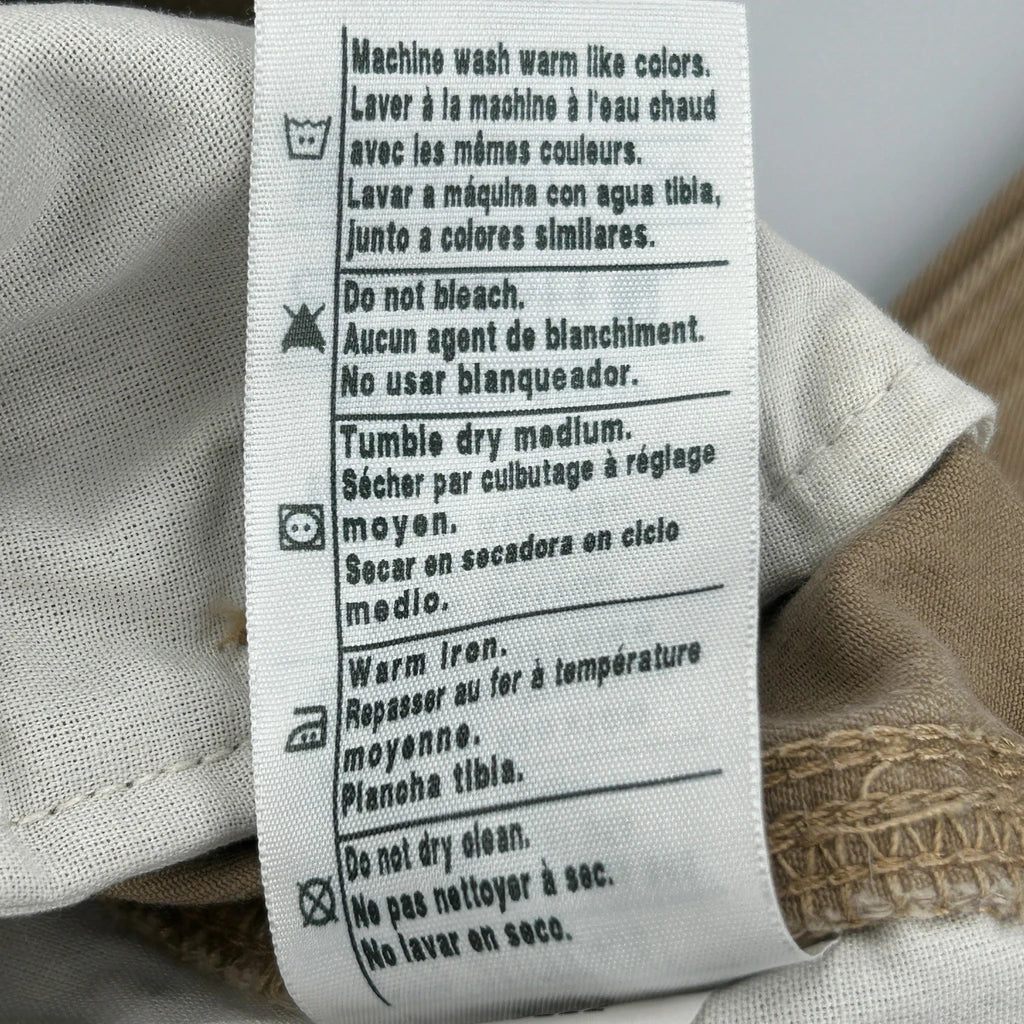 Machine wash warm like colors.
Laver à la machine à l'eau chaud
avec les mêmes couleurs.
Lavar a máquina con agua tibia,
junto a colores similares.
Do not bleach.
Aucun agent de blanchiment.
No usar blanqueador.
Tumble dry medium.
Sécher par culbutage à réglage
moyen.
Secar en secadora en ciclo
medio.
Warm iron.
Repasser au fer à température
moyenne.
Plancha tibia.
Do not dry clean.
Ne pas nettoyer à sec.
No lavar en seco.